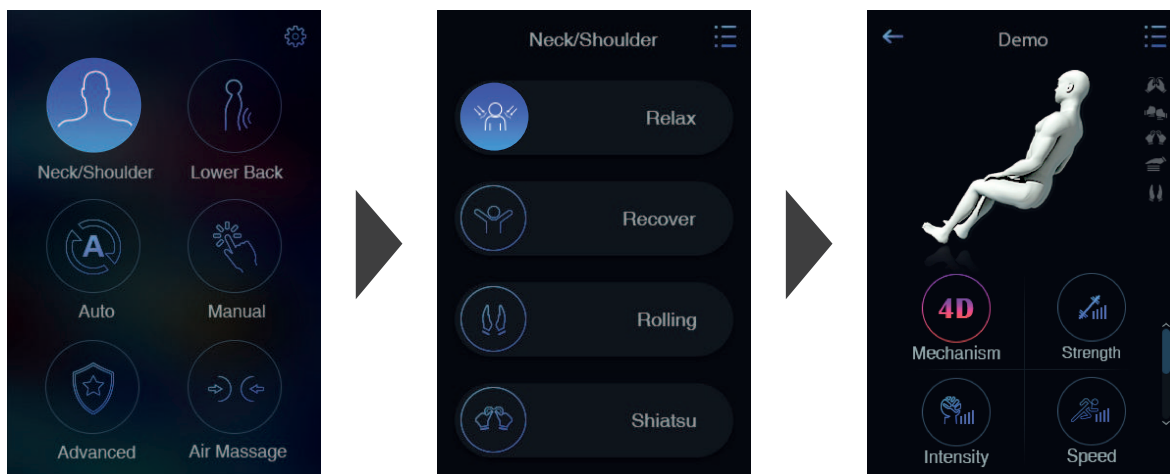 Neck/Shoulder
Lower Back
A
Auto
Manual
Advanced
Air Massage
Neck/Shoulder
Relax
Recover
Rolling
Shiatsu
Demo
4D
Mechanism
Strength
Intensity
Speed